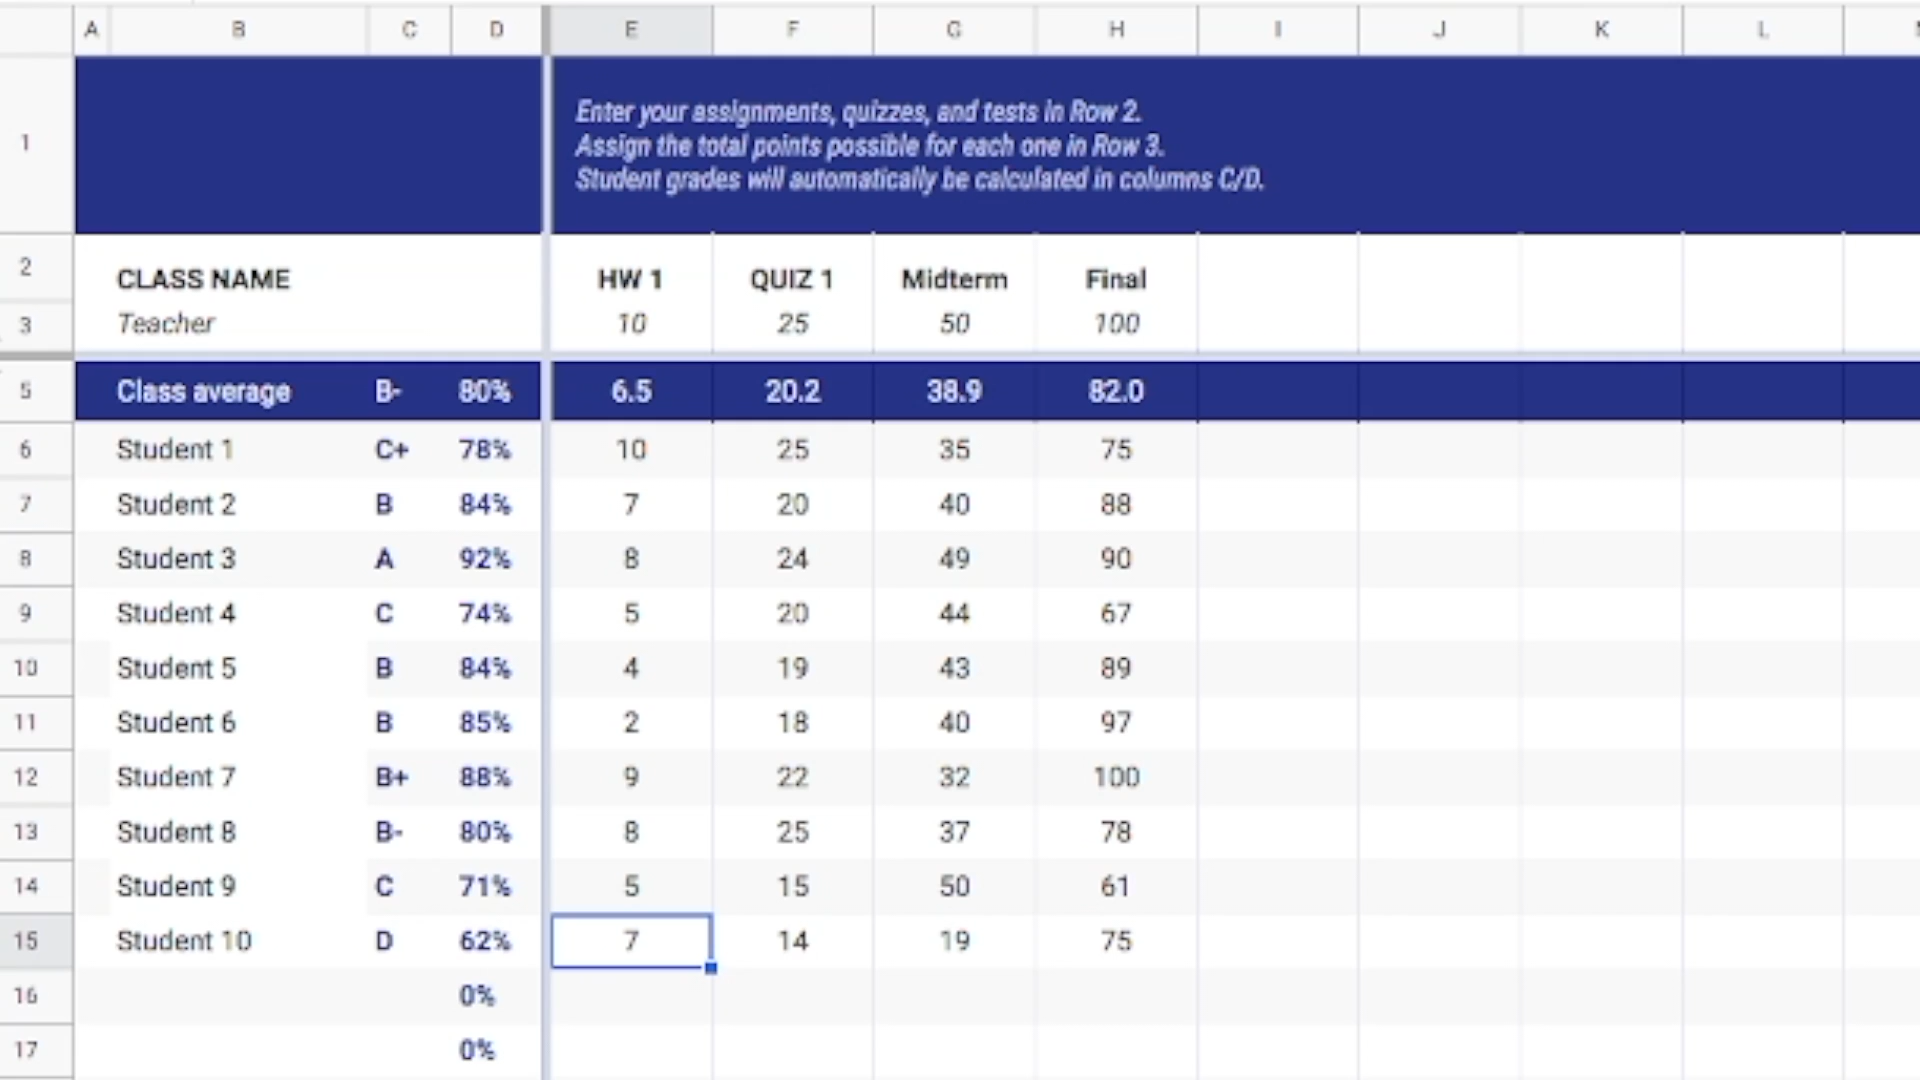 A B C D E F G H I J K L
1
Enter your assignments, quizzes, and tests in Row 2.
Assign the total points possible for each one in Row 3.
Student grades will automatically be calculated in columns C/D.
2 CLASS NAME HW 1 QUIZ 1 Midterm Final
3 Teacher 10 25 50 100
5 Class average B- 80% 6.5 20.2 38.9 82.0
6 Student 1 C+ 78% 10 25 35 75
7 Student 2 B 84% 7 20 40 88
8 Student 3 A 92% 8 24 49 90
9 Student 4 C 74% 5 20 44 67
10 Student 5 B 84% 4 19 43 89
11 Student 6 B 85% 2 18 40 97
12 Student 7 B+ 88% 9 22 32 100
13 Student 8 B- 80% 8 25 37 78
14 Student 9 C 71% 5 15 50 61
15 Student 10 D 62% 7 14 19 75
16 0%
17 0%